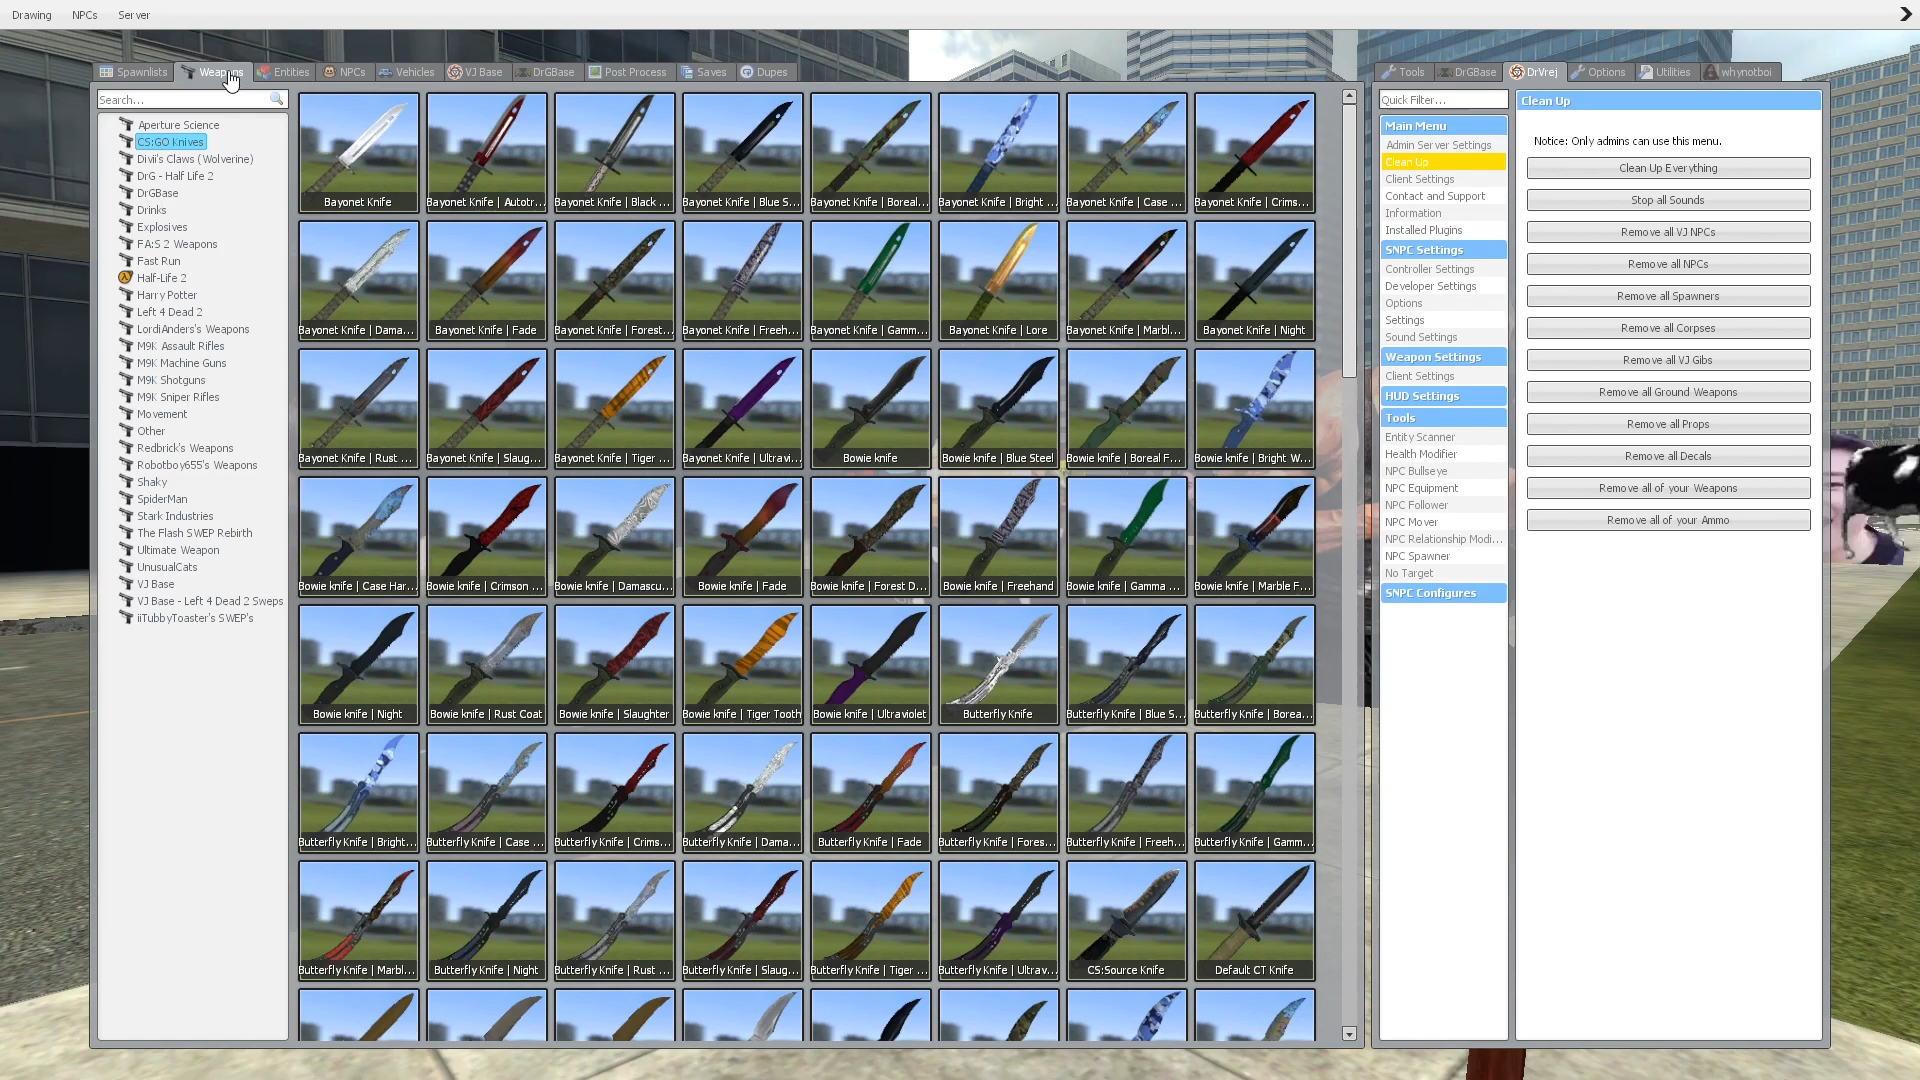 Drawing NPCs Server
Spawnlists Weapons Entities NPCs Vehicles VJ Base DrGBase Post Process Saves Dupes
Tools DrGBase DrVrej Options Utilities whynotboi
Search...
Aperture Science
CS:GO Knives
Divii's Claws (Wolverine)
DrG - Half Life 2
DrGBase
Drinks
Explosives
FA:S 2 Weapons
Fast Run
Half-Life 2
Harry Potter
Left 4 Dead 2
LordiAnders's Weapons
M9K Assault Rifles
M9K Machine Guns
M9K Shotguns
M9K Sniper Rifles
Movement
Other
Redbrick's Weapons
Robotboy655's Weapons
Shaky
SpiderMan
Stark Industries
The Flash SWEP Rebirth
Ultimate Weapon
UnusualCats
VJ Base
VJ Base - Left 4 Dead 2 Sweps
iiTubbyToaster's SWEP's
Bayonet Knife Bayonet Knife | Autotr... Bayonet Knife | Black ... Bayonet Knife | Blue S... Bayonet Knife | Boreal... Bayonet Knife | Bright ... Bayonet Knife | Case ... Bayonet Knife | Crims...
Bayonet Knife | Dama... Bayonet Knife | Fade Bayonet Knife | Forest... Bayonet Knife | Freeh... Bayonet Knife | Gamm... Bayonet Knife | Lore Bayonet Knife | Marbl... Bayonet Knife | Night
Bayonet Knife | Rust ... Bayonet Knife | Slaug... Bayonet Knife | Tiger ... Bayonet Knife | Ultravi... Bowie knife Bowie knife | Blue Steel Bowie knife | Boreal F... Bowie knife | Bright W...
Bowie knife | Case Har... Bowie knife | Crimson ... Bowie knife | Damascu... Bowie knife | Fade Bowie knife | Forest D... Bowie knife | Freehand Bowie knife | Gamma ... Bowie knife | Marble F...
Bowie knife | Night Bowie knife | Rust Coat Bowie knife | Slaughter Bowie knife | Tiger Tooth Bowie knife | Ultraviolet Butterfly Knife Butterfly Knife | Blue S... Butterfly Knife | Borea...
Butterfly Knife | Bright... Butterfly Knife | Case ... Butterfly Knife | Crims... Butterfly Knife | Dama... Butterfly Knife | Fade Butterfly Knife | Fores... Butterfly Knife | Freeh... Butterfly Knife | Gamm...
Butterfly Knife | Marbl... Butterfly Knife | Night Butterfly Knife | Rust ... Butterfly Knife | Slaug... Butterfly Knife | Tiger ... Butterfly Knife | Ultrav... CS:Source Knife Default CT Knife
Quick Filter...
Main Menu
Admin Server Settings
Clean Up
Client Settings
Contact and Support
Information
Installed Plugins
SNPC Settings
Controller Settings
Developer Settings
Options
Settings
Sound Settings
Weapon Settings
Client Settings
HUD Settings
Tools
Entity Scanner
Health Modifier
NPC Bullseye
NPC Equipment
NPC Follower
NPC Mover
NPC Relationship Modi...
NPC Spawner
No Target
SNPC Configures
Clean Up
Notice: Only admins can use this menu.
Clean Up Everything
Stop all Sounds
Remove all VJ NPCs
Remove all NPCs
Remove all Spawners
Remove all Corpses
Remove all VJ Gibs
Remove all Ground Weapons
Remove all Props
Remove all Decals
Remove all of your Weapons
Remove all of your Ammo